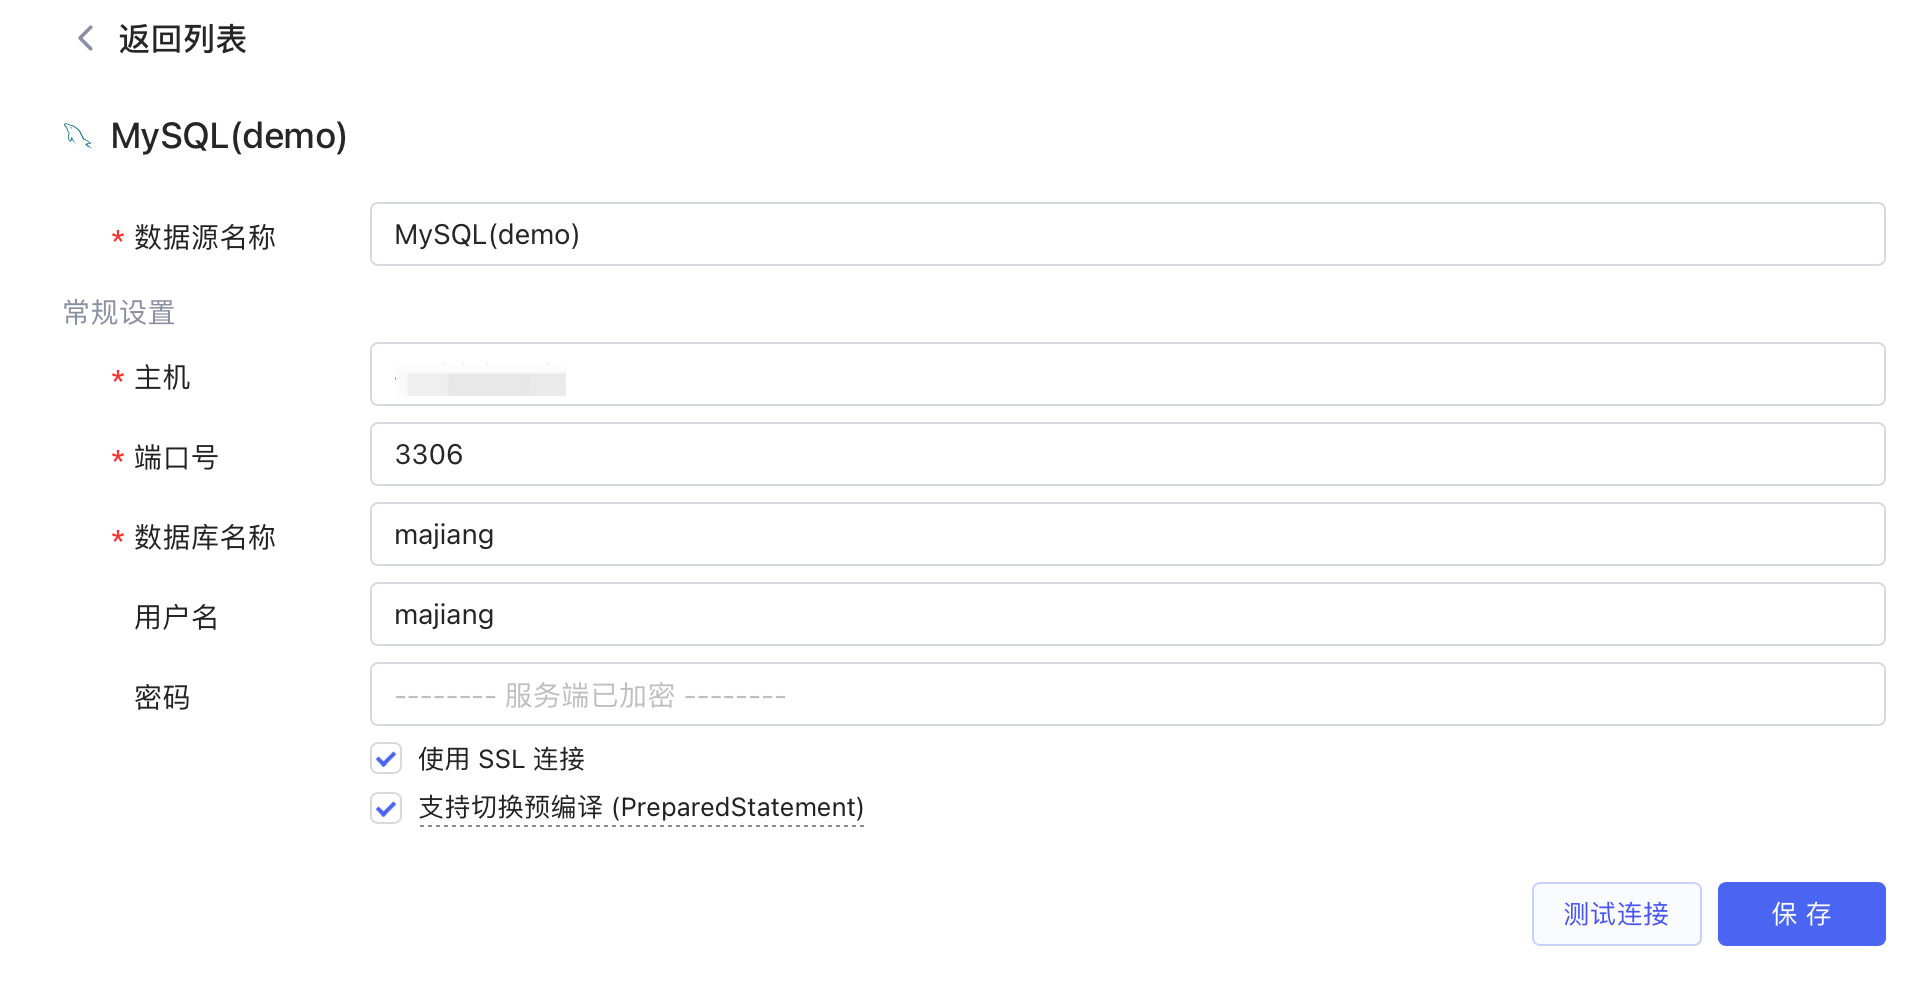 返回列表
MySQL(demo)
* 数据源名称 MySQL(demo)
常规设置
* 主机
* 端口号 3306
* 数据库名称 majiang
用户名 majiang
密码 -------- 服务端已加密 --------
使用 SSL 连接
支持切换预编译 (PreparedStatement)
测试连接 保 存